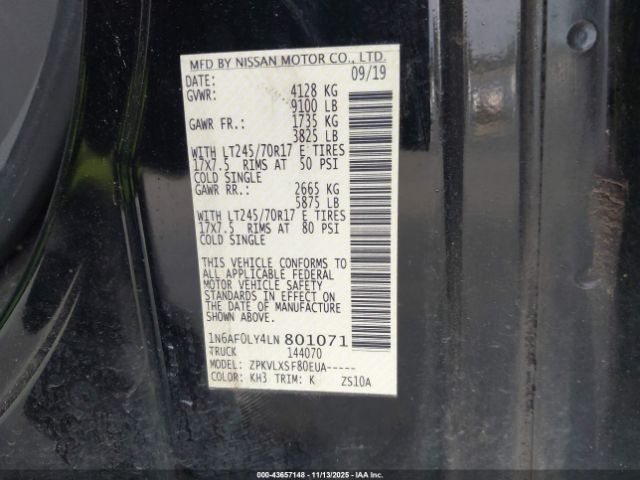 MFD BY NISSAN MOTOR CO., LTD.
DATE: 09/19
GVWR: 4128 KG
9100 LB
GAWR FR.: 1735 KG
3825 LB
WITH LT245/70R17 E TIRES
17X7.5 RIMS AT 50 PSI
COLD SINGLE
GAWR RR.: 2665 KG
5875 LB
WITH LT245/70R17 E TIRES
17X7.5 RIMS AT 80 PSI
COLD SINGLE
THIS VEHICLE CONFORMS TO
ALL APPLICABLE FEDERAL
MOTOR VEHICLE SAFETY
STANDARDS IN EFFECT ON
THE DATE OF MANUFACTURE
SHOWN ABOVE.
1N6AF0LY4LN 801071
TRUCK 144070
MODEL: ZPKVLXSF80EUA-----
COLOR: KH3 TRIM: K ZS10A
000-43657148 - 11/13/2025 - IAAI.COM